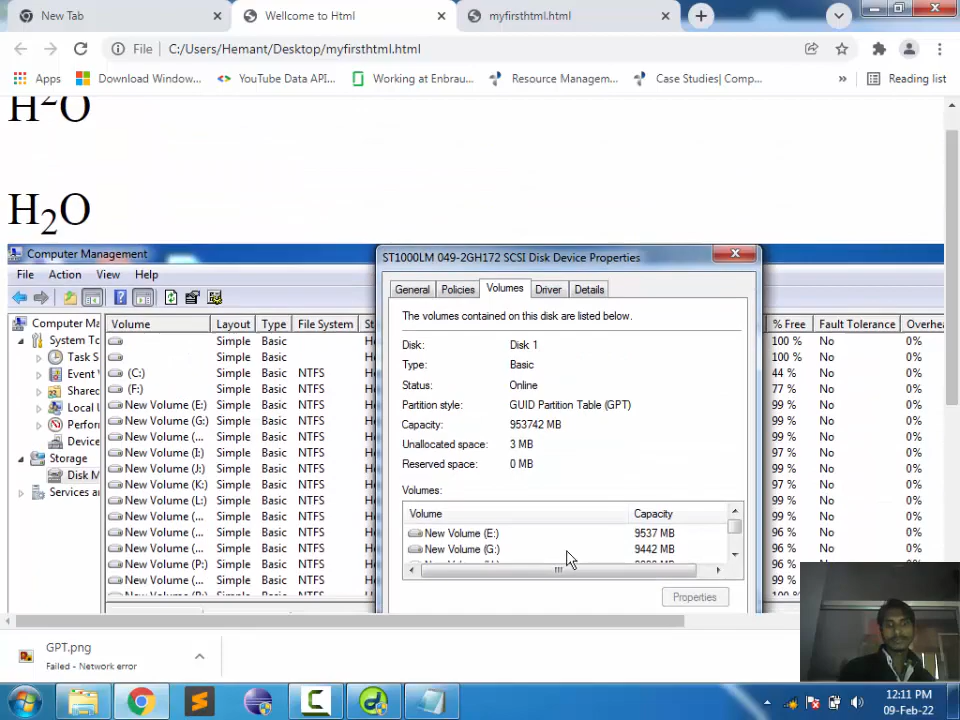 New Tab
Wellcome to Html
myfirsthtml.html
File C:/Users/Hemant/Desktop/myfirsthtml.html
Apps Download Window... YouTube Data API... Working at Enbrau... Resource Managem... Case Studies| Comp... » Reading list
H2O
H2O
Computer Management
File Action View Help
ST1000LM 049-2GH172 SCSI Disk Device Properties
General Policies Volumes Driver Details
The volumes contained on this disk are listed below.
Disk: Disk 1
Type: Basic
Status: Online
Partition style: GUID Partition Table (GPT)
Capacity: 953742 MB
Unallocated space: 3 MB
Reserved space: 0 MB
Volumes:
Volume Capacity
New Volume (E:) 9537 MB
New Volume (G:) 9442 MB
Properties
Computer Ma
System To
Task S
Event
Shared
Local
Perfor
Device
Storage
Disk M
Services a
Volume Layout Type File System St
Simple Basic
Simple Basic
(C:) Simple Basic NTFS
(F:) Simple Basic NTFS
New Volume (E:) Simple Basic NTFS
New Volume (G:) Simple Basic NTFS
New Volume (... Simple Basic NTFS
New Volume (I:) Simple Basic NTFS
New Volume (J:) Simple Basic NTFS
New Volume (K:) Simple Basic NTFS
New Volume (L:) Simple Basic NTFS
New Volume (... Simple Basic NTFS
New Volume (... Simple Basic NTFS
New Volume (... Simple Basic NTFS
New Volume (P:) Simple Basic NTFS
New Volume (... Simple Basic NTFS
% Free Fault Tolerance Overhe
100 % No 0%
100 % No 0%
44 % No 0%
77 % No 0%
99 % No 0%
99 % No 0%
99 % No 0%
97 % No 0%
99 % No 0%
97 % No 0%
99 % No 0%
96 % No 0%
96 % No 0%
96 % No 0%
96 % No 0%
99 % No 0%
100 % No 0%
GPT.png
Failed - Network error
12:11 PM
09-Feb-22